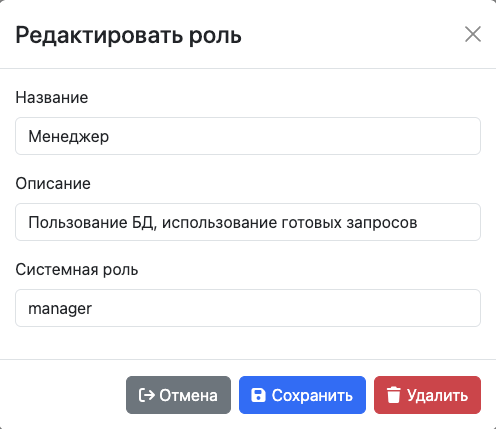 Редактировать роль
Название
Менеджер
Описание
Пользование БД, использование готовых запросов
Системная роль
manager
Отмена Сохранить Удалить